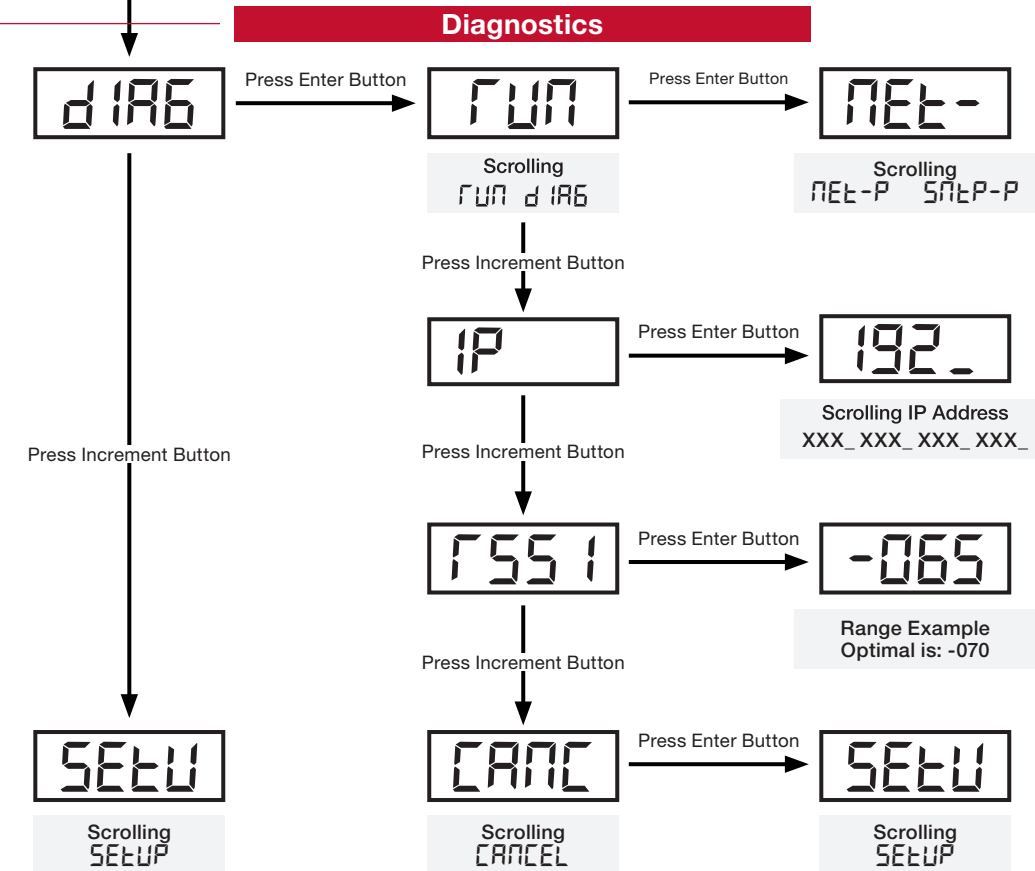 Diagnostics
dIAG
Press Enter Button
rUN
Press Enter Button
NEt-
Scrolling
rUN dIAG
Scrolling
NEt-P SMtP-P
Press Increment Button
IP
Press Enter Button
192_
Scrolling IP Address
XXX_ XXX_ XXX_ XXX_
Press Increment Button
Press Increment Button
rSSI
Press Enter Button
-065
Range Example
Optimal is: -070
Press Increment Button
SEtU
CANC
Press Enter Button
SEtU
Scrolling
SEtUP
Scrolling
CANCEL
Scrolling
SEtUP